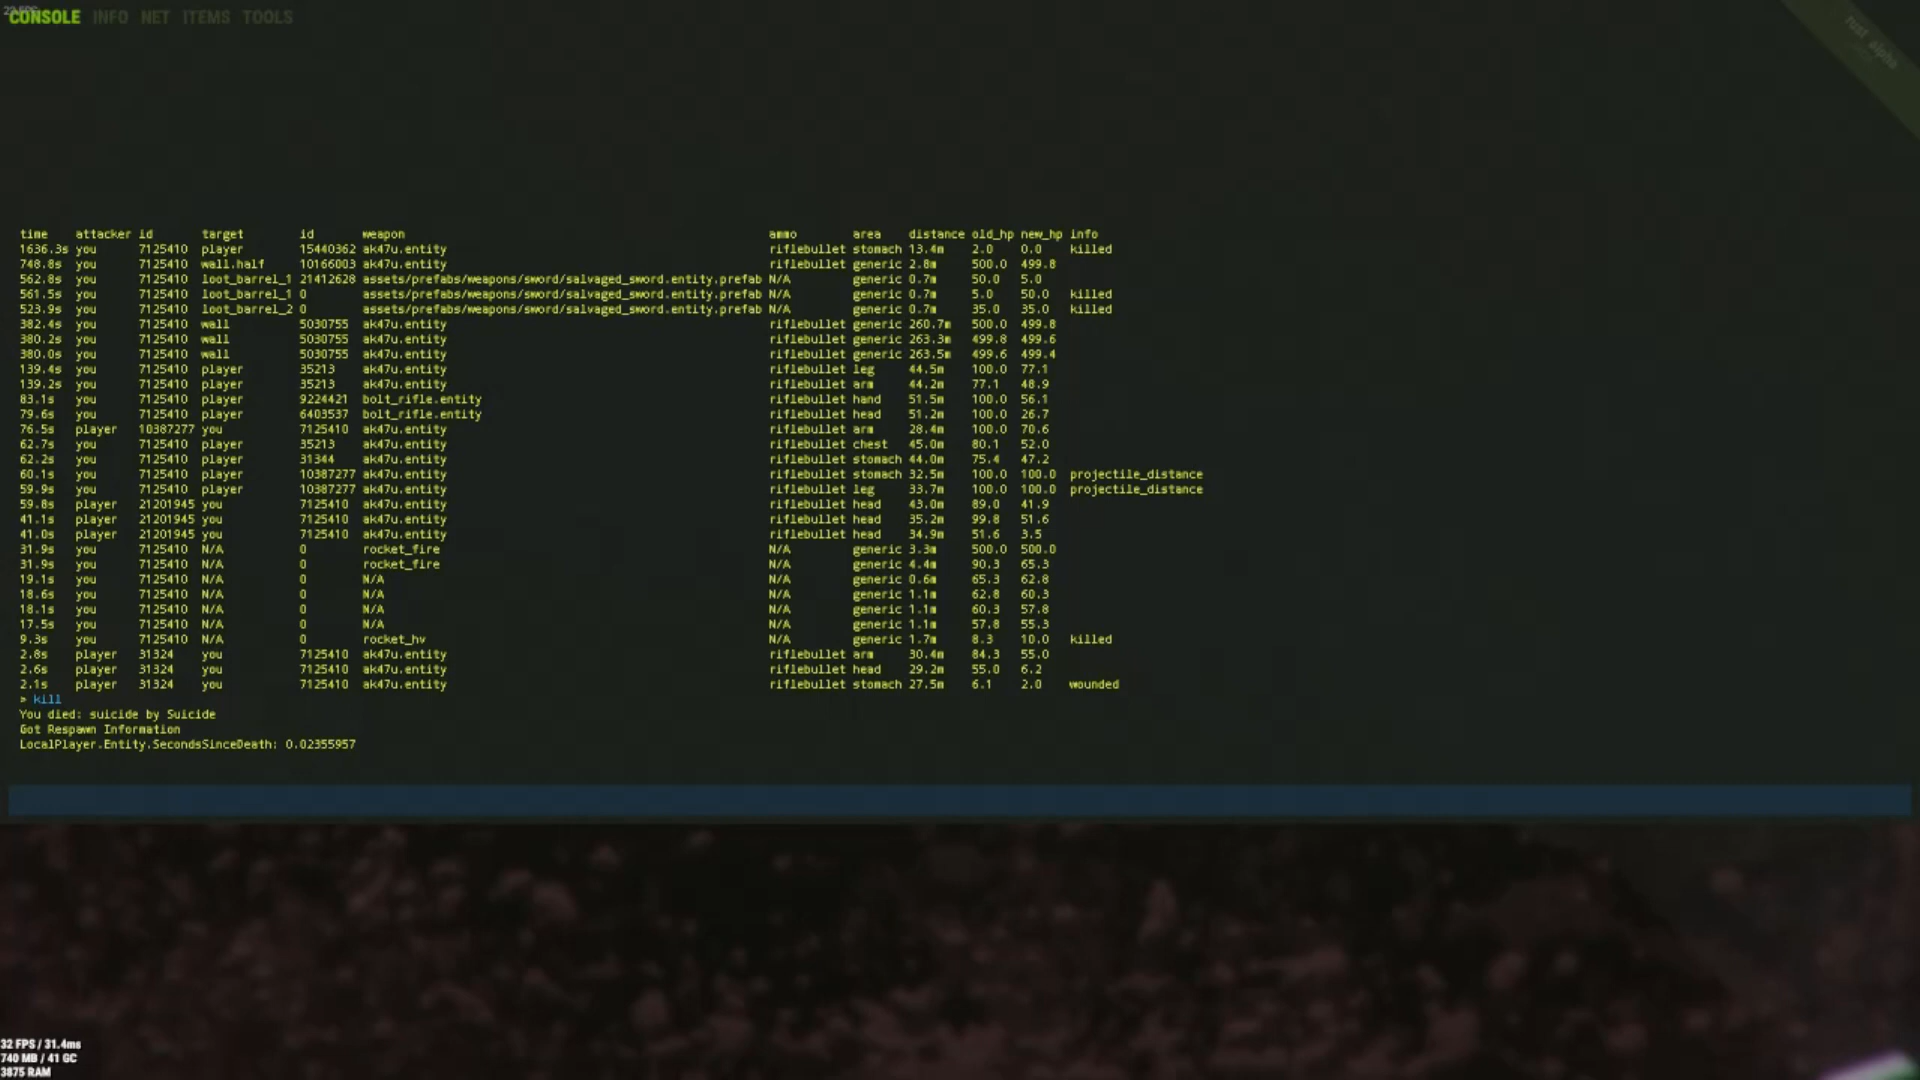 CONSOLE INFO NET ITEMS TOOLS
rust alpha
time attacker id target id weapon ammo area distance old_hp new_hp info
1636.3s you 7125410 player 15440362 ak47u.entity riflebullet stomach 13.4m 2.0 0.0 killed
748.8s you 7125410 wall.half 10166003 ak47u.entity riflebullet generic 2.8m 500.0 499.8
562.8s you 7125410 loot_barrel_1 21412628 assets/prefabs/weapons/sword/salvaged_sword.entity.prefab N/A generic 0.7m 50.0 5.0
561.5s you 7125410 loot_barrel_1 0 assets/prefabs/weapons/sword/salvaged_sword.entity.prefab N/A generic 0.7m 5.0 50.0 killed
523.9s you 7125410 loot_barrel_2 0 assets/prefabs/weapons/sword/salvaged_sword.entity.prefab N/A generic 0.7m 35.0 35.0 killed
382.4s you 7125410 wall 5030755 ak47u.entity riflebullet generic 260.7m 500.0 499.8
380.2s you 7125410 wall 5030755 ak47u.entity riflebullet generic 263.3m 499.8 499.6
380.0s you 7125410 wall 5030755 ak47u.entity riflebullet generic 263.5m 499.6 499.4
139.4s you 7125410 player 35213 ak47u.entity riflebullet leg 44.5m 100.0 77.1
139.2s you 7125410 player 35213 ak47u.entity riflebullet arm 44.2m 77.1 48.9
83.1s you 7125410 player 9224421 bolt_rifle.entity riflebullet hand 51.5m 100.0 56.1
79.6s you 7125410 player 6403537 bolt_rifle.entity riflebullet head 51.2m 100.0 26.7
76.5s player 10387277 you 7125410 ak47u.entity riflebullet arm 28.4m 100.0 70.6
62.7s you 7125410 player 35213 ak47u.entity riflebullet chest 45.0m 80.1 52.0
62.2s you 7125410 player 31344 ak47u.entity riflebullet stomach 44.0m 75.4 47.2
60.1s you 7125410 player 10387277 ak47u.entity riflebullet stomach 32.5m 100.0 100.0 projectile_distance
59.9s you 7125410 player 10387277 ak47u.entity riflebullet leg 33.7m 100.0 100.0 projectile_distance
59.8s player 21201945 you 7125410 ak47u.entity riflebullet head 43.0m 89.0 41.9
41.1s player 21201945 you 7125410 ak47u.entity riflebullet head 35.2m 99.8 51.6
41.0s player 21201945 you 7125410 ak47u.entity riflebullet head 34.9m 51.6 3.5
31.9s you 7125410 N/A 0 rocket_fire N/A generic 3.3m 500.0 500.0
31.9s you 7125410 N/A 0 rocket_fire N/A generic 4.4m 90.3 65.3
19.1s you 7125410 N/A 0 N/A N/A generic 0.6m 65.3 62.8
18.6s you 7125410 N/A 0 N/A N/A generic 1.1m 62.8 60.3
18.1s you 7125410 N/A 0 N/A N/A generic 1.1m 60.3 57.8
17.5s you 7125410 N/A 0 N/A N/A generic 1.1m 57.8 55.3
9.3s you 7125410 N/A 0 rocket_hv N/A generic 1.7m 8.3 10.0 killed
2.8s player 31324 you 7125410 ak47u.entity riflebullet arm 30.4m 84.3 55.0
2.6s player 31324 you 7125410 ak47u.entity riflebullet head 29.2m 55.0 6.2
2.1s player 31324 you 7125410 ak47u.entity riflebullet stomach 27.5m 6.1 2.0 wounded
> kill
You died: suicide by Suicide
Got Respawn Information
LocalPlayer.Entity.SecondsSinceDeath: 0.02355957
32 FPS / 31.4ms
740 MB / 41 GC
3875 RAM